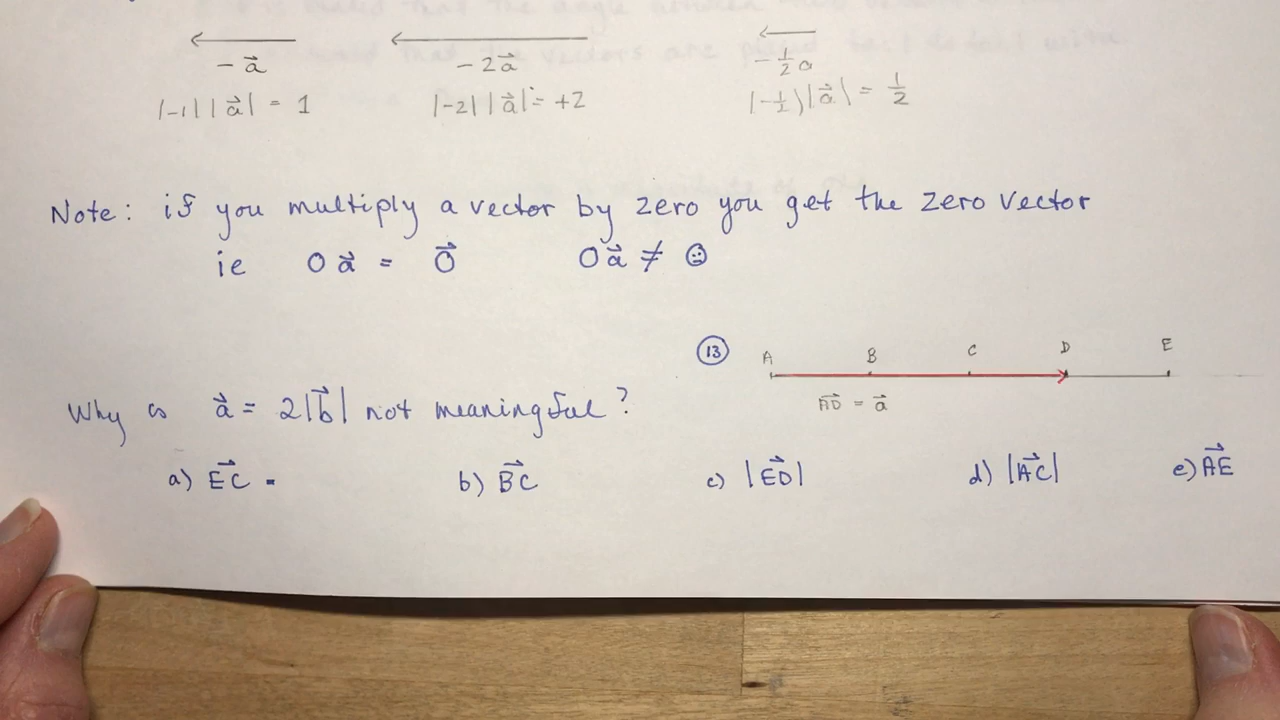 - a⃗ - 2a⃗ - ½ a
|-1| |a⃗| = 1 |-2| |a⃗| = +2 |-½| |a⃗| = ½
Note: if you multiply a vector by zero you get the zero vector
ie 0a⃗ = 0⃗ 0a⃗ ≠
13 A B C D E
AD⃗ = a⃗
Why is a⃗ = 2|b⃗| not meaningful?
a) EC⃗ = b) BC⃗ c) |ED⃗| d) |AC⃗| e) AE⃗